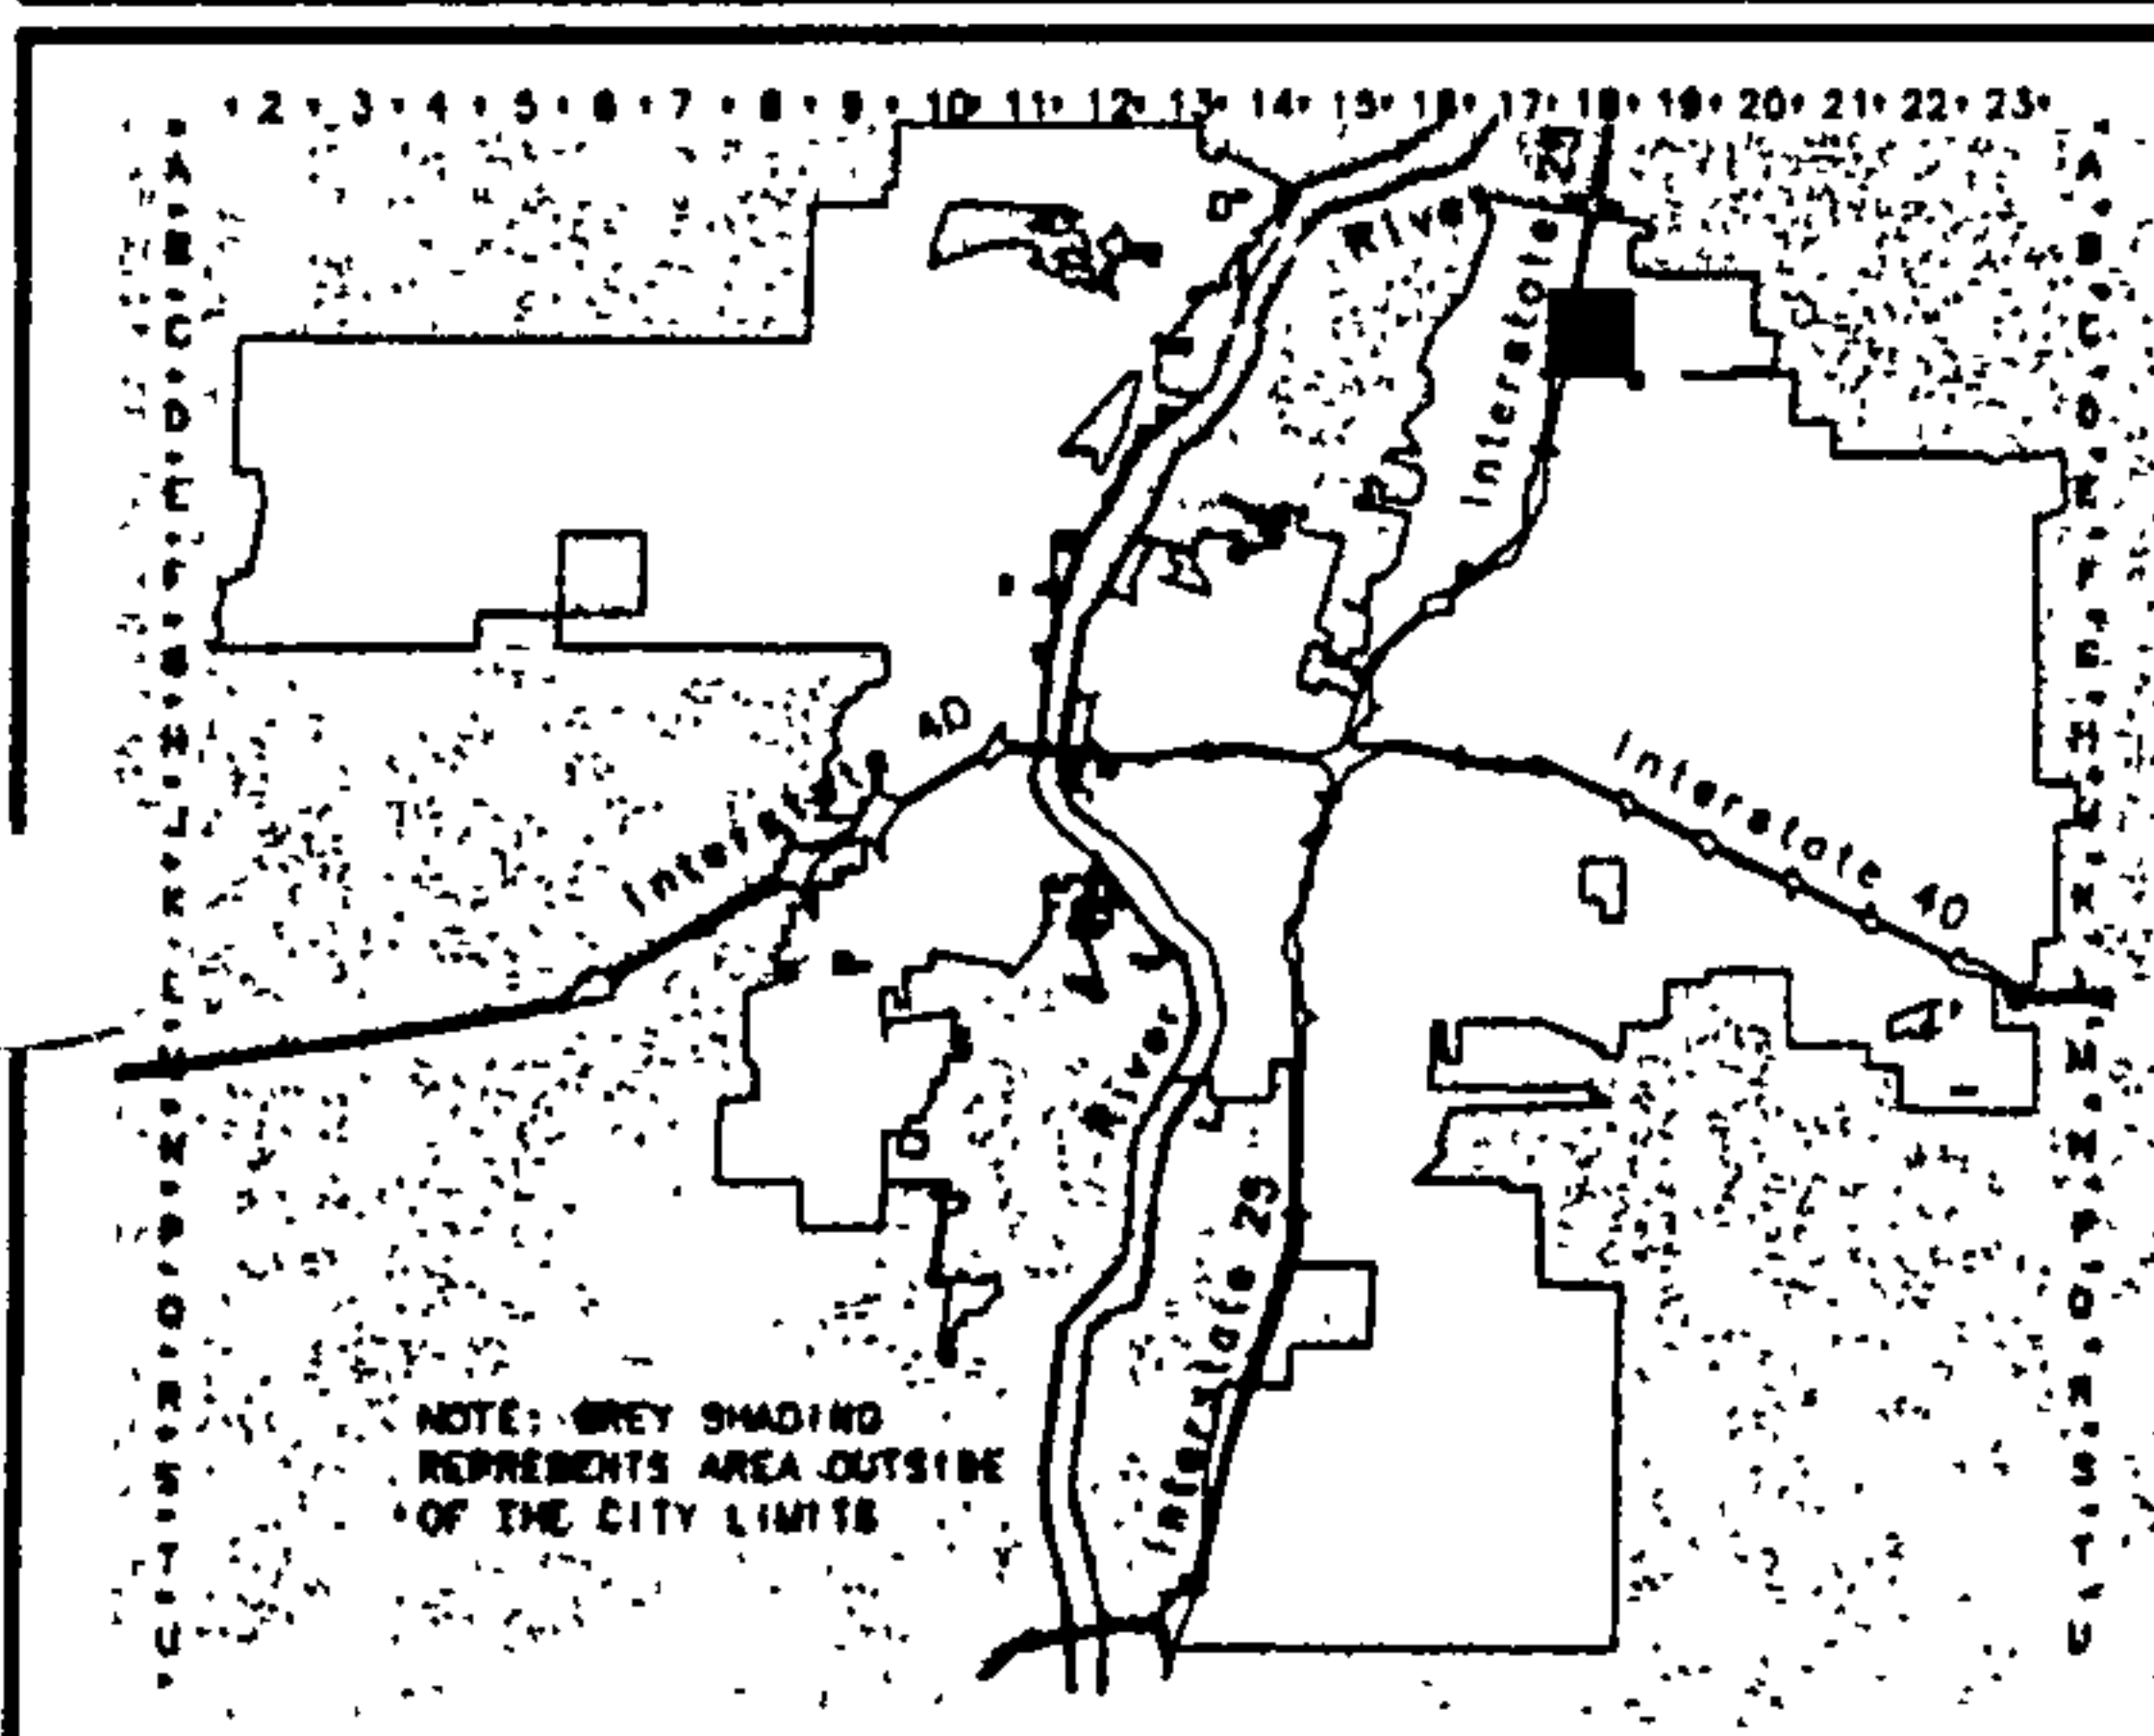 2 3 4 5 6 7 8 9 10 11 12 13 14 15 16 17 18 19 20 21 22 23
River
Interstate
40
Interstate 40
River
Interstate 29
A
B
C
D
E
F
G
H
J
K
L
M
N
P
Q
R
S
T
U
A
B
C
D
E
F
G
H
J
K
L
M
N
P
Q
R
S
T
U
NOTE: GREY SHADING
REPRESENTS AREA OUTSIDE
OF THE CITY LIMITS
Interstate